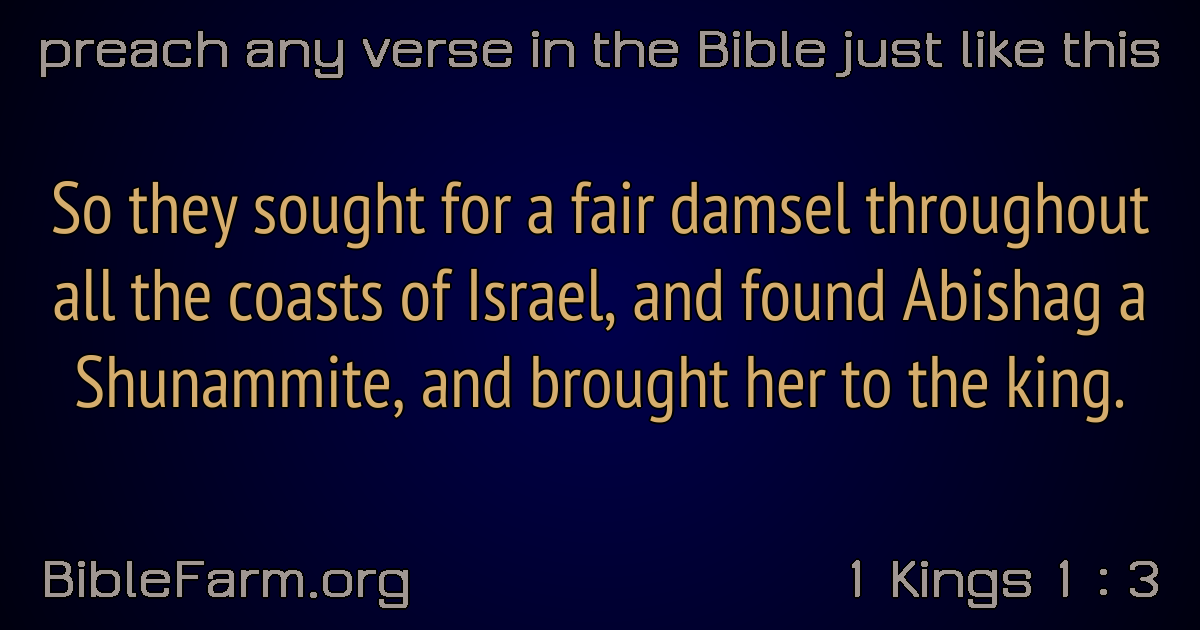 preach any verse in the Bible just like this
So they sought for a fair damsel throughout
all the coasts of Israel, and found Abishag a
Shunammite, and brought her to the king.
BibleFarm.org
1 Kings 1 : 3